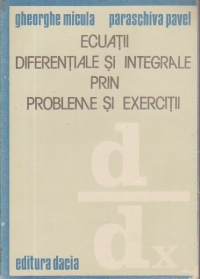 gheorghe micula paraschiva pavel
ECUAȚII
DIFERENȚIALE ȘI INTEGRALE
PRIN
PROBLEME ȘI EXERCIȚII
d
dx
editura dacia